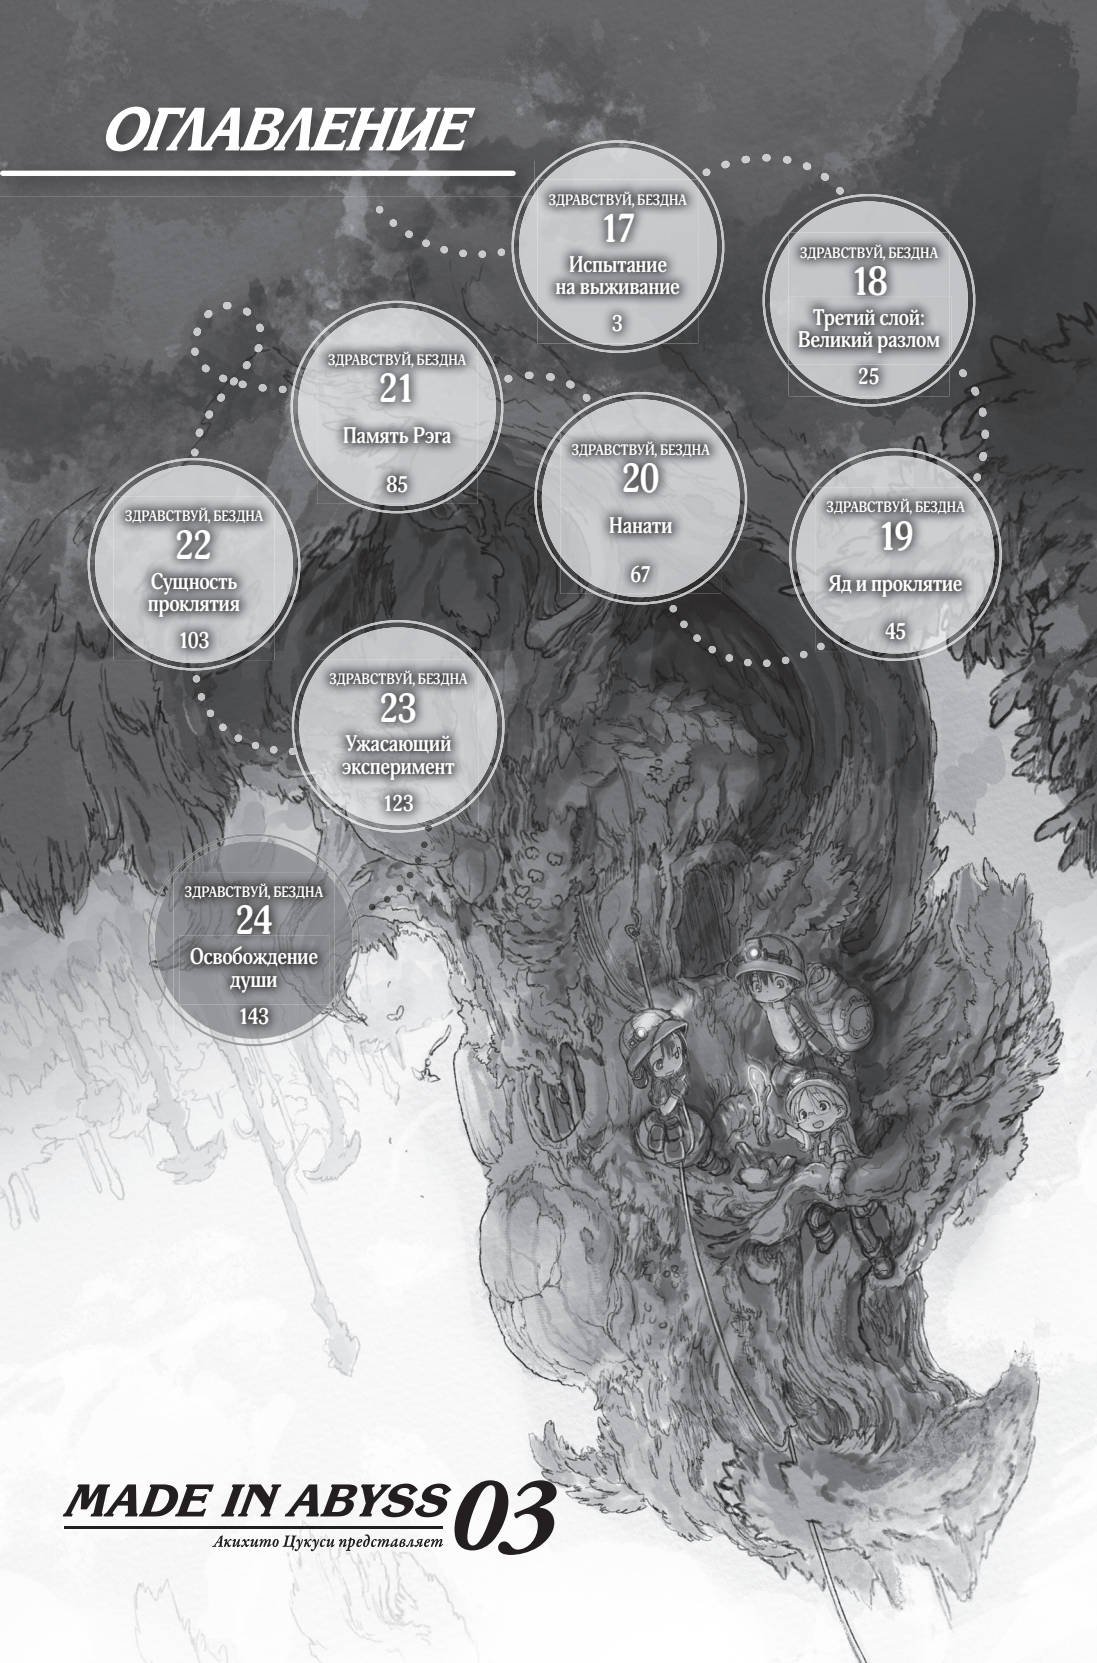 ОГЛАВЛЕНИЕ
ЗДРАВСТВУЙ, БЕЗДНА
17
Испытание
на выживание
3
ЗДРАВСТВУЙ, БЕЗДНА
18
Третий слой:
Великий разлом
25
ЗДРАВСТВУЙ, БЕЗДНА
19
Яд и проклятие
45
ЗДРАВСТВУЙ, БЕЗДНА
20
Нанати
67
ЗДРАВСТВУЙ, БЕЗДНА
21
Память Рэга
85
ЗДРАВСТВУЙ, БЕЗДНА
22
Сущность
проклятия
103
ЗДРАВСТВУЙ, БЕЗДНА
23
Ужасающий
эксперимент
123
ЗДРАВСТВУЙ, БЕЗДНА
24
Освобождение
души
143
MADE IN ABYSS 03
Акихито Цукуси представляет